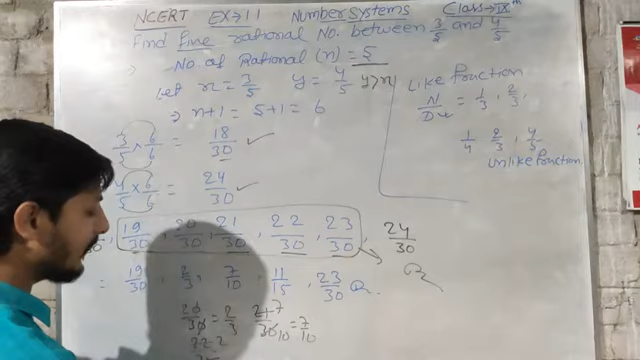 NCERT EX→1.1 Number Systems Class→IXth
Find five rational No. between 3/5 and 4/5
No. of Rational (n) = 5
Let x = 3/5 y = 4/5 y>x
⇒ n+1 = 5+1 = 6
3/5 × 6/6 = 18/30 ✓
4/5 × 6/6 = 24/30 ✓
19/30, 20/30, 21/30, 22/30, 23/30, 24/30
= 19/30, 2/3, 7/10, 11/15, 23/30
20/30 = 2/3 21/30 = 7/10
Like fraction
N/D = 1/3, 2/3,
1/4 2/3, 4/5
Unlike fraction